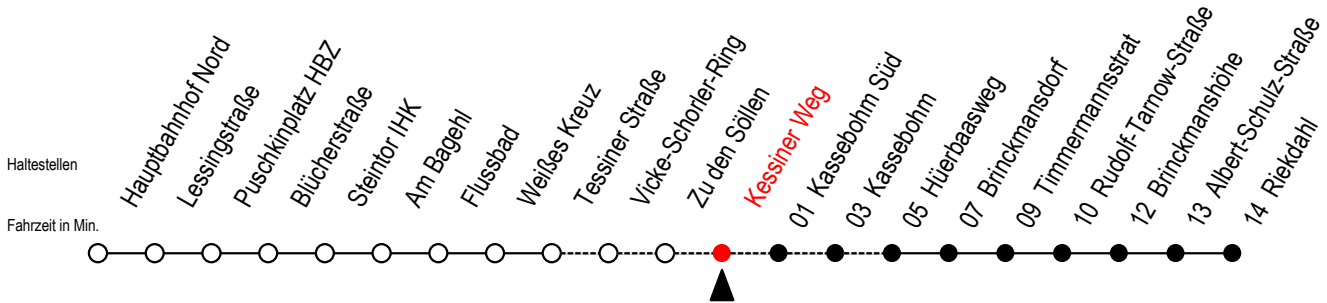 Haltestellen
Hauptbahnhof Nord
Lessingstraße
Puschkinplatz HBZ
Blücherstraße
Steintor IHK
Am Bagehl
Flussbad
Weißes Kreuz
Tessiner Straße
Vicke-Schorler-Ring
Zu den Söllen
Kessiner Weg
01 Kassebohm Süd
03 Kassebohm
05 Hüerbaasweg
07 Brinckmansdorf
09 Timmermannsstrat
10 Rudolf-Tarnow-Straße
12 Brinckmanshöhe
13 Albert-Schulz-Straße
14 Riekdahl
Fahrzeit in Min.